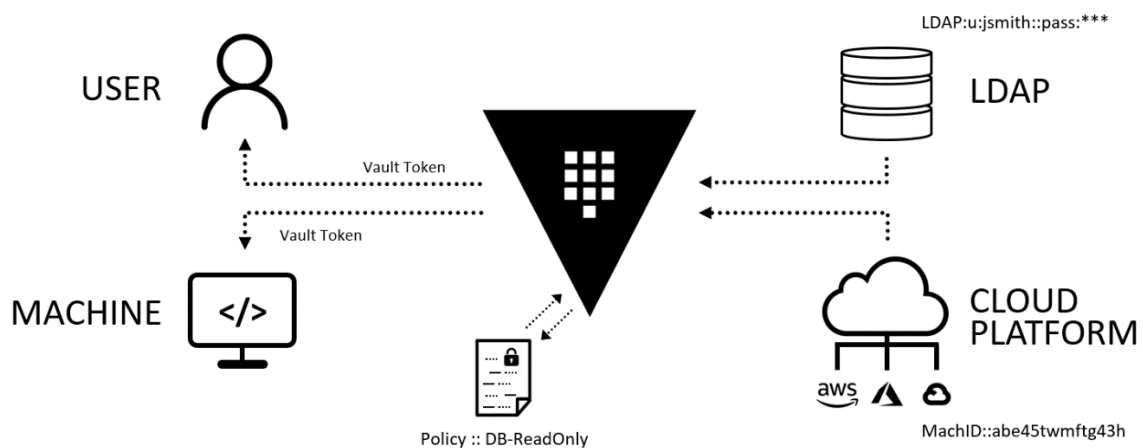 LDAP:u:jsmith::pass:***
USER
LDAP
Vault Token
Vault Token
MACHINE
</>
CLOUD
PLATFORM
aws
Policy :: DB-ReadOnly
MachID::abe45twmftg43h